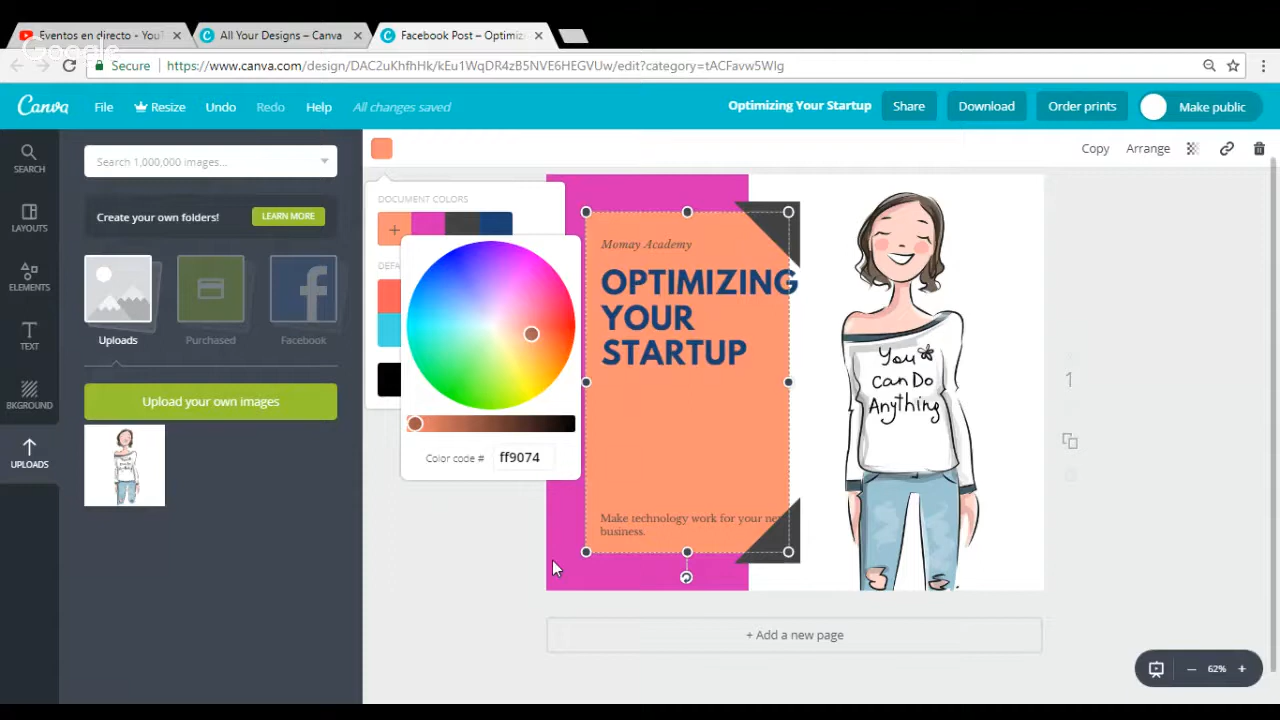 Eventos en directo - YouT
All Your Designs – Canva
Facebook Post – Optimiz
Google
Secure
https://www.canva.com/design/DAC2uKhfhHk/kEu1WqDR4zB5NVE6HEGVUw/edit?category=tACFavw5WIg
Canva
File
Resize
Undo
Redo
Help
All changes saved
Optimizing Your Startup
Share
Download
Order prints
Make public
SEARCH
LAYOUTS
ELEMENTS
TEXT
BKGROUND
UPLOADS
Search 1,000,000 images...
Create your own folders!
LEARN MORE
Uploads
Purchased
Facebook
Upload your own images
Copy
Arrange
DOCUMENT COLORS
DEFA
Color code #
ff9074
Momay Academy
OPTIMIZING
YOUR
STARTUP
Make technology work for your new
business.
You
can Do
Anything
1
+ Add a new page
62%